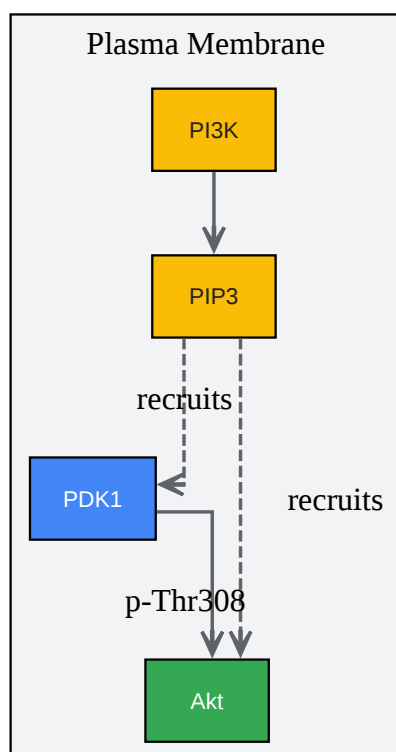 Plasma Membrane
PI3K
PIP3
recruits
PDK1
recruits
p-Thr308
Akt